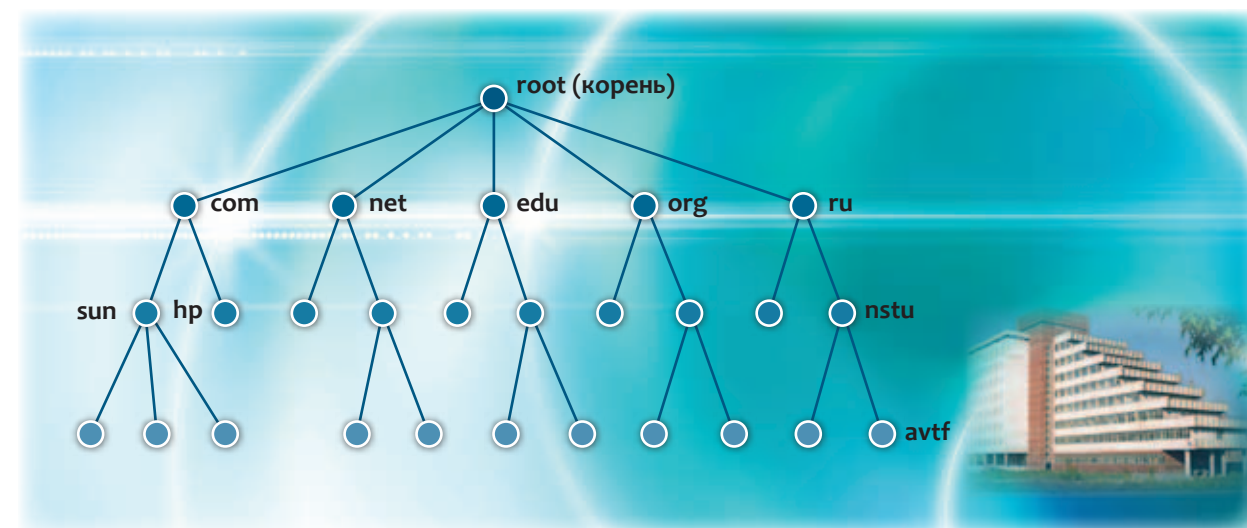 root (корень)
com net edu org ru
sun hp nstu
avtf